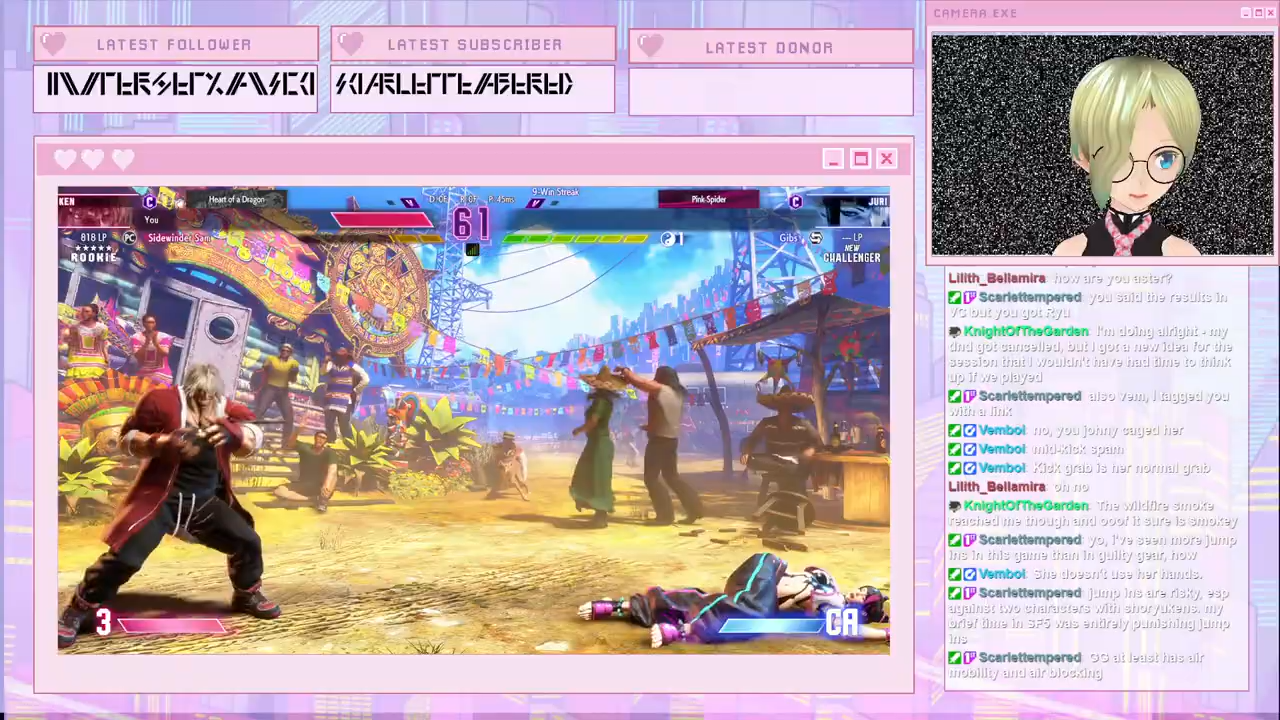 LATEST FOLLOWER
LATEST SUBSCRIBER
LATEST DONOR
CAMERA.EXE
SCARLETTEMPERED
KEN
C
Heart of a Dragon
9-Win Streak
Pink-Spider
C
JURI
You
61
818 LP
PC
Sidewinder Sam
1
Gibs
--- LP
ROOKIE
NEW
CHALLENGER
3
CA
Lilith_Bellamira how are you aster?
Scarlettempered you said the results in
VC but you got Ryu
KnightOfTheGarden I'm doing alright - my
dnd got cancelled, but I got a new idea for the
session that I wouldn't have had time to think
up if we played
Scarlettempered also vem, I tagged you
with a link
Vembol no, you jonny caged her
Vembol mid-kick spam
Vembol Kick grab is her normal grab
Lilith_Bellamira oh no
KnightOfTheGarden The wildfire smoke
reached me though and ooof it sure is smokey
Scarlettempered yo, I've seen more jump
ins in this game than in guilty gear, how
Vembol She doesn't use her hands.
Scarlettempered jump ins are risky, esp
against two characters with shoryukens. my
brief time in SF5 was entirely punishing jump
ins
Scarlettempered GG at least has air
mobility and air blocking